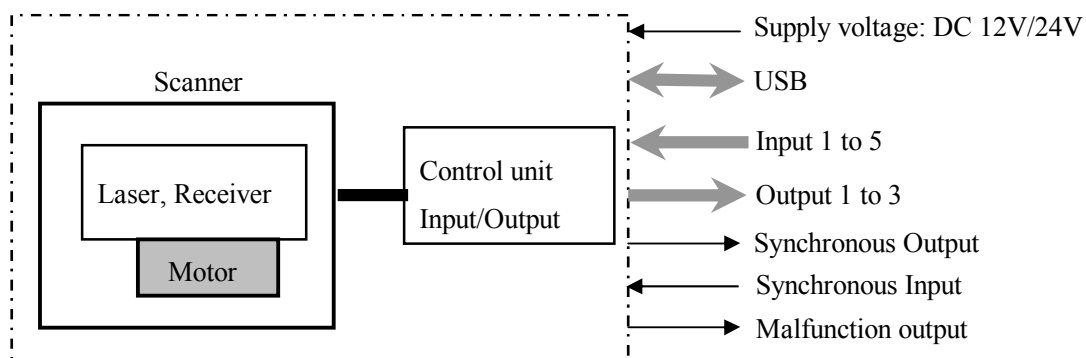 Supply voltage: DC 12V/24V
Scanner
USB
Input 1 to 5
Laser, Receiver
Control unit
Input/Output
Output 1 to 3
Motor
Synchronous Output
Synchronous Input
Malfunction output